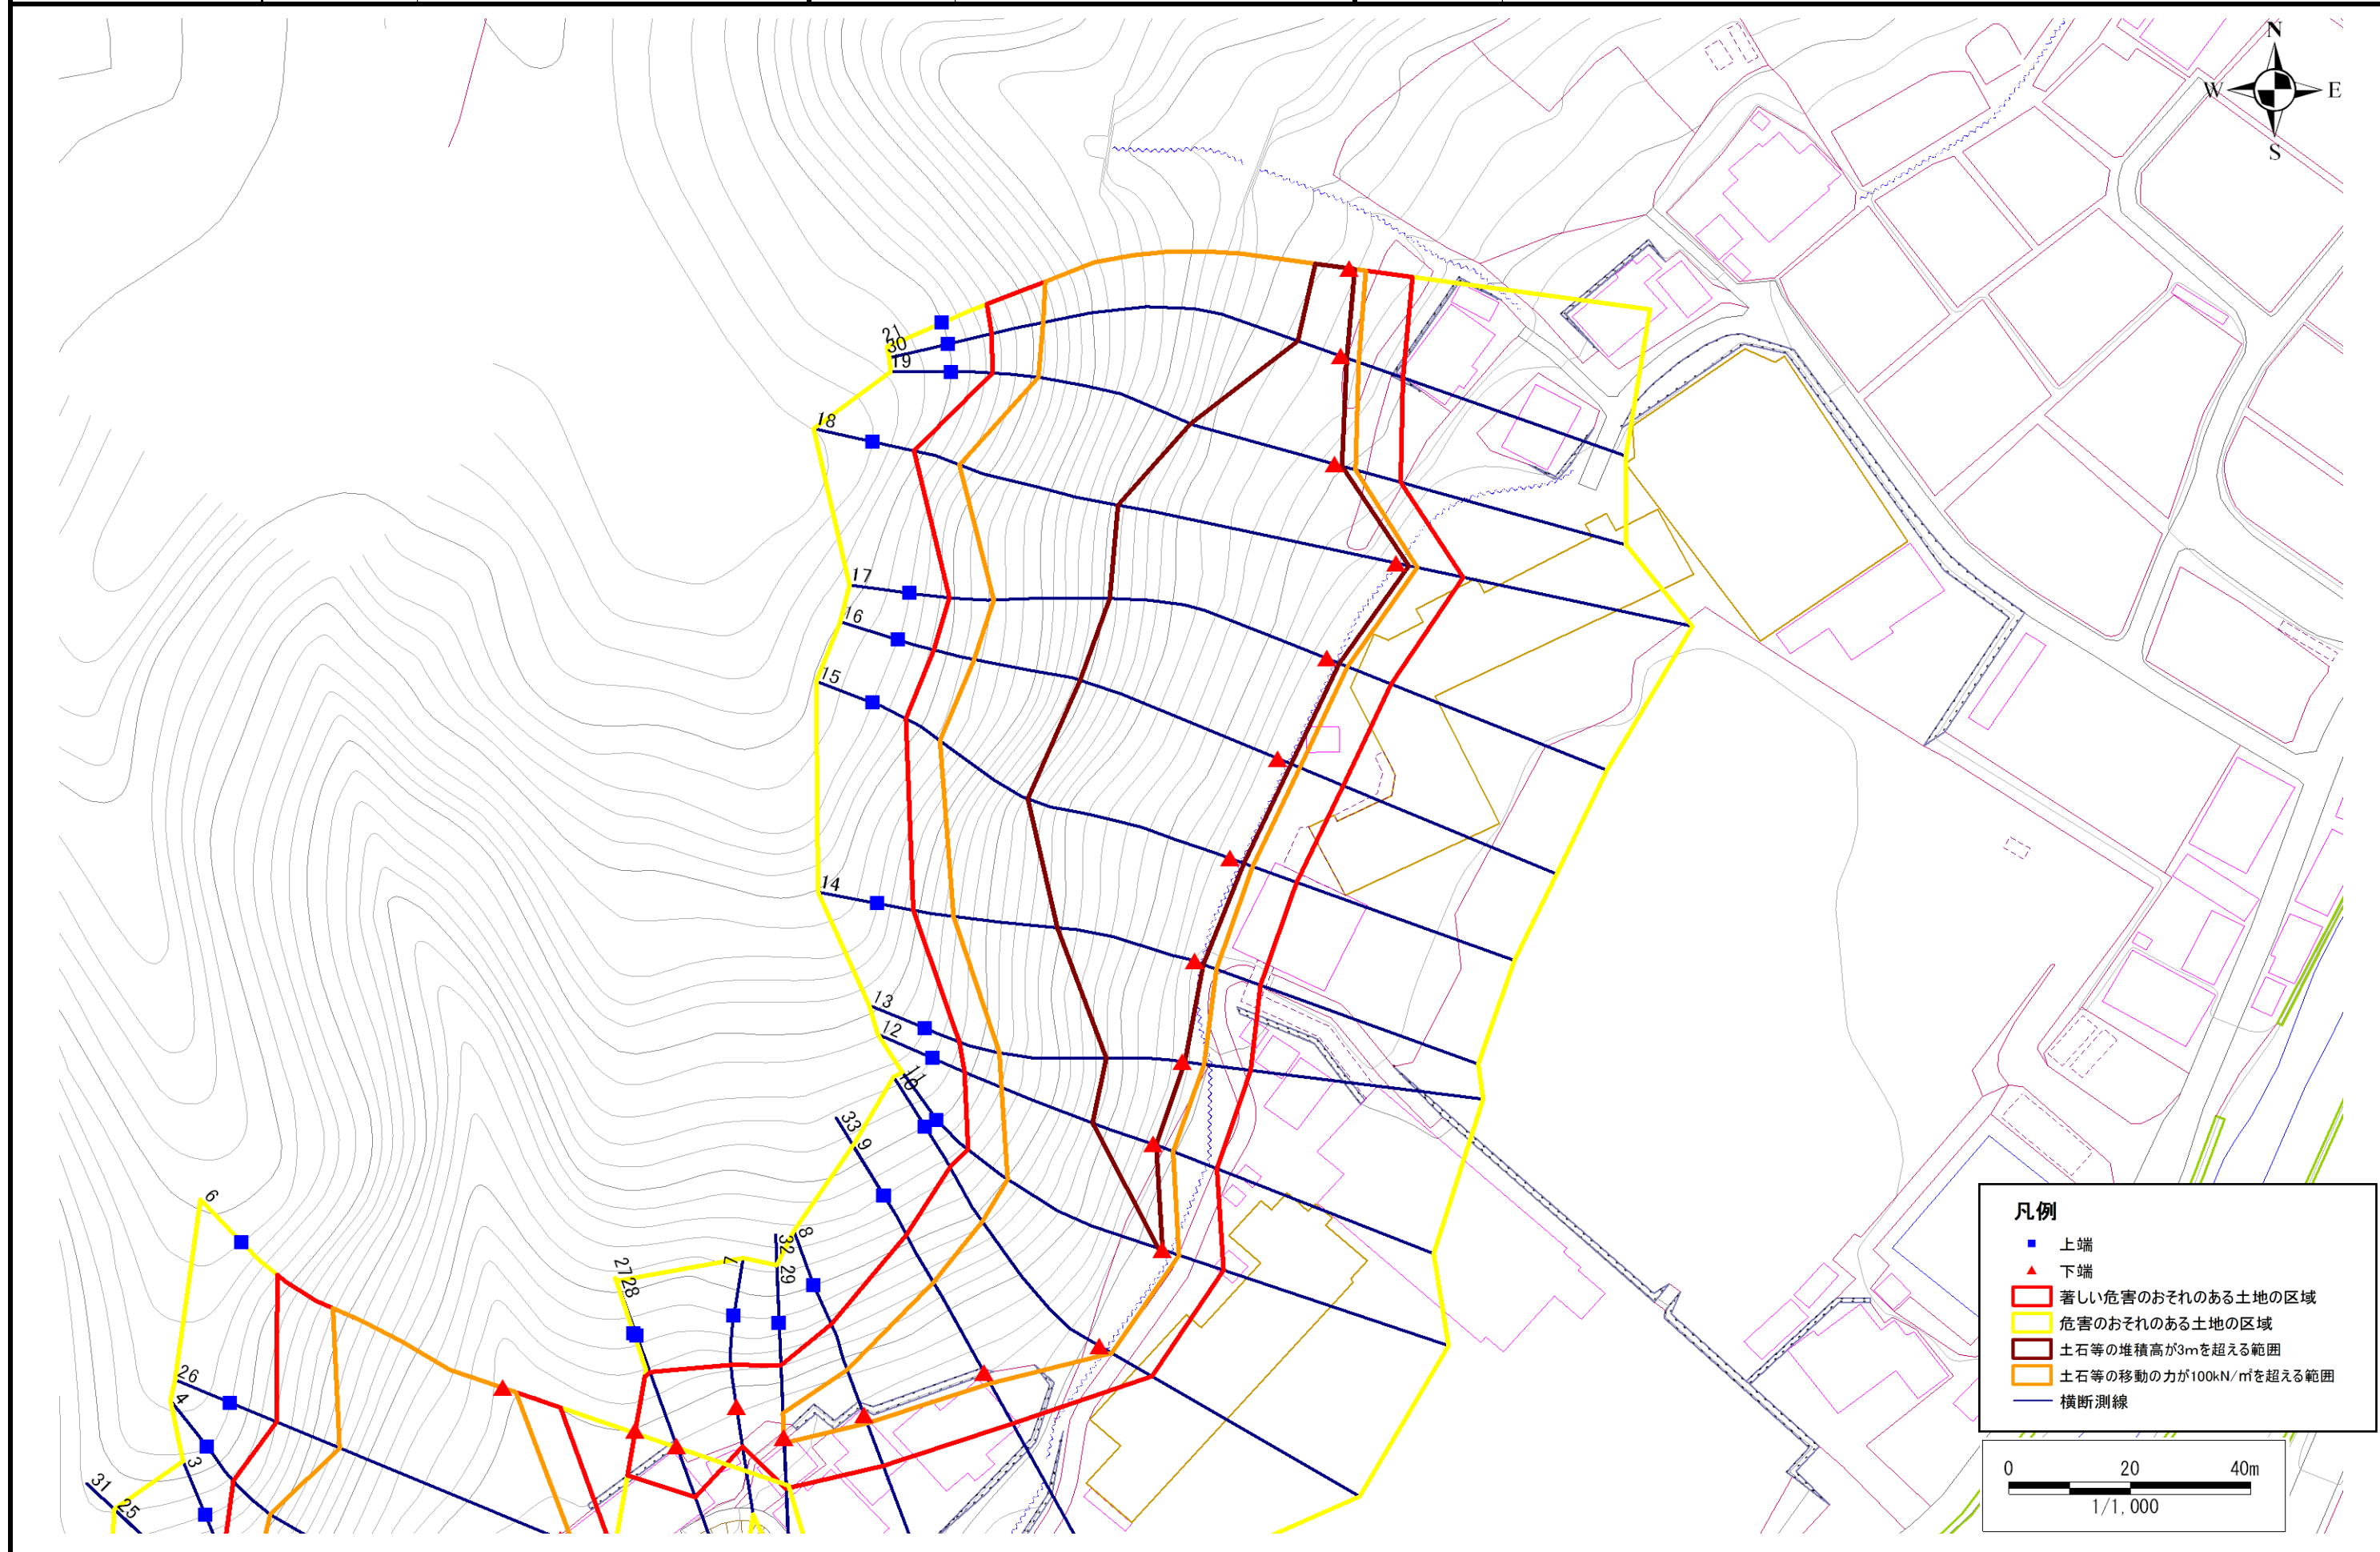 N
W E
S
21
30
19
18
17
16
15
14
13
12
11
10
33 9
6
8
32
7
29
27
28
26
4
3
31
25
凡例
上端
下端
著しい危害のおそれのある土地の区域
危害のおそれのある土地の区域
土石等の堆積高が3mを超える範囲
土石等の移動の力が100kN/㎡を超える範囲
横断測線
0 20 40m
1/1,000